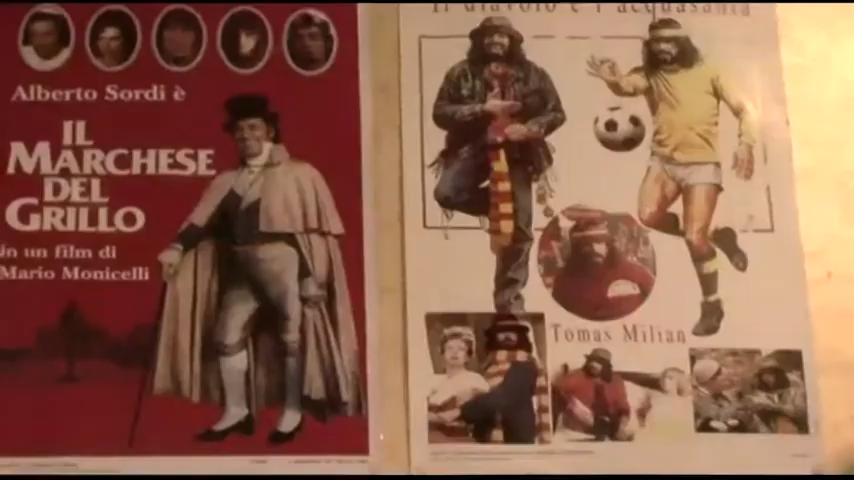 Alberto Sordi è
IL
MARCHESE
DEL
GRILLO
in un film di
Mario Monicelli
Il diavolo e l'acquasanta
Tomas Milian